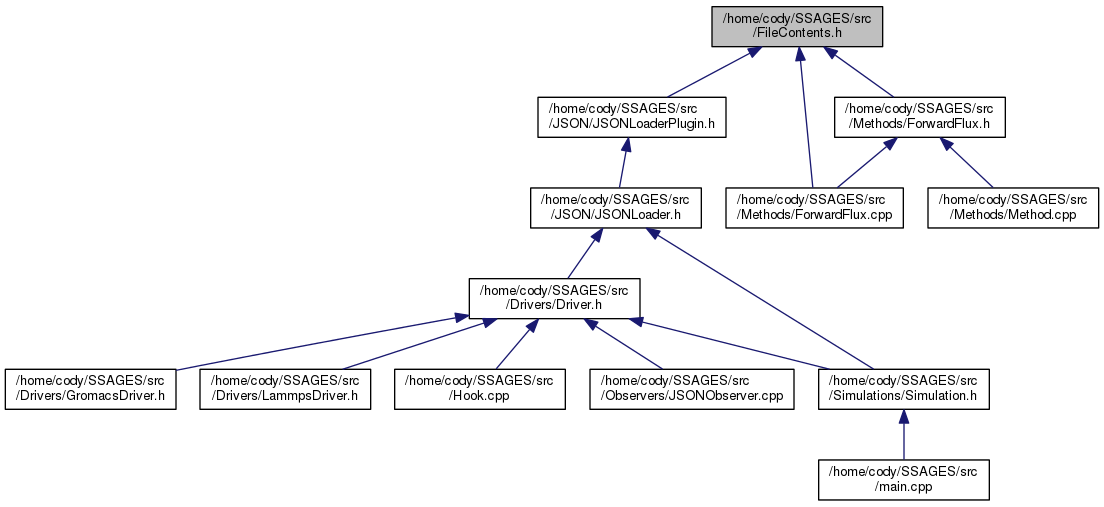 /home/cody/SSAGES/src
/FileContents.h
/home/cody/SSAGES/src
/JSON/JSONLoaderPlugin.h
/home/cody/SSAGES/src
/Methods/ForwardFlux.h
/home/cody/SSAGES/src
/JSON/JSONLoader.h
/home/cody/SSAGES/src
/Methods/ForwardFlux.cpp
/home/cody/SSAGES/src
/Methods/Method.cpp
/home/cody/SSAGES/src
/Drivers/Driver.h
/home/cody/SSAGES/src
/Drivers/GromacsDriver.h
/home/cody/SSAGES/src
/Drivers/LammpsDriver.h
/home/cody/SSAGES/src
/Hook.cpp
/home/cody/SSAGES/src
/Observers/JSONObserver.cpp
/home/cody/SSAGES/src
/Simulations/Simulation.h
/home/cody/SSAGES/src
/main.cpp